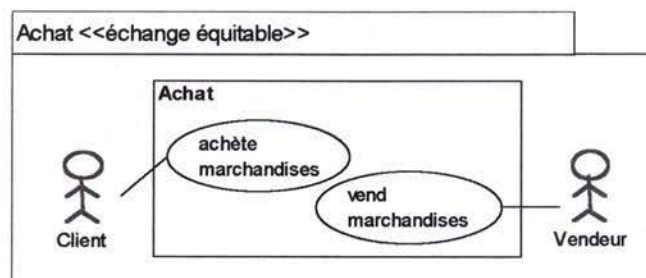 Achat <<échange équitable>>
Achat
achète
marchandises
vend
marchandises
Client
Vendeur